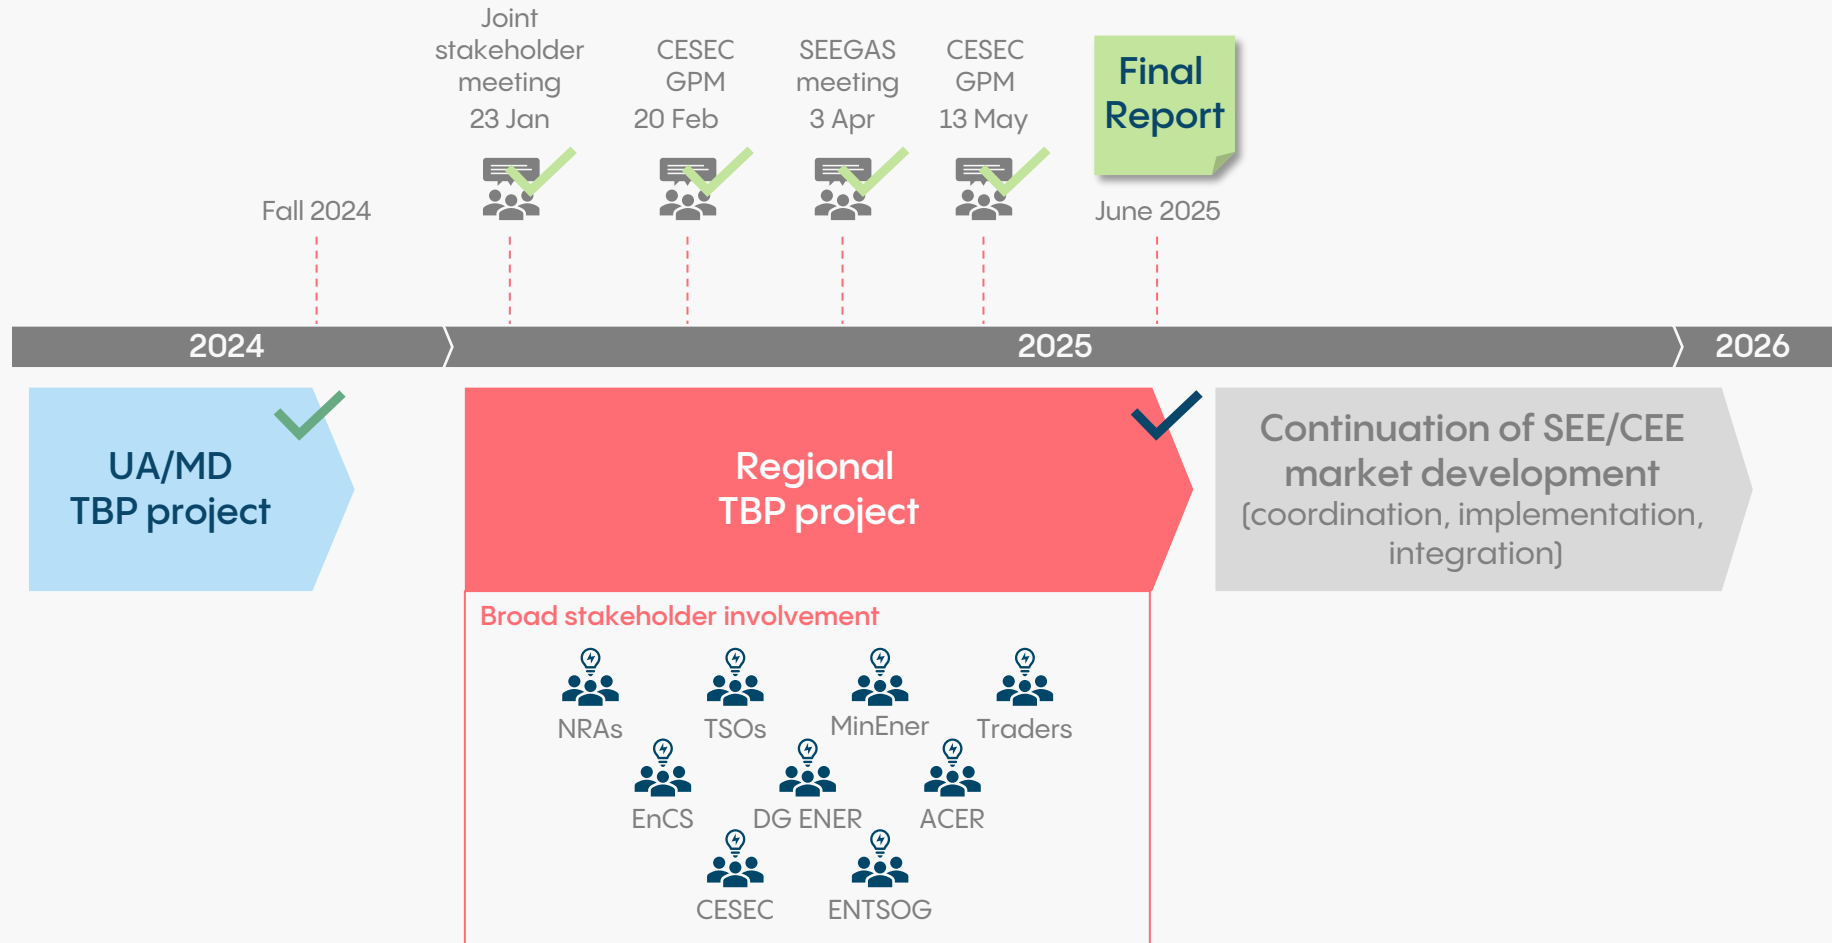 Joint
stakeholder
meeting
23 Jan
CESEC
GPM
20 Feb
SEEGAS
meeting
3 Apr
CESEC
GPM
13 May
Final
Report
Fall 2024
June 2025
2024
2025
2026
UA/MD
TBP project
Regional
TBP project
Continuation of SEE/CEE
market development
(coordination, implementation,
integration)
Broad stakeholder involvement
NRAs
TSOs
MinEner
Traders
EnCS
DG ENER
ACER
CESEC
ENTSOG